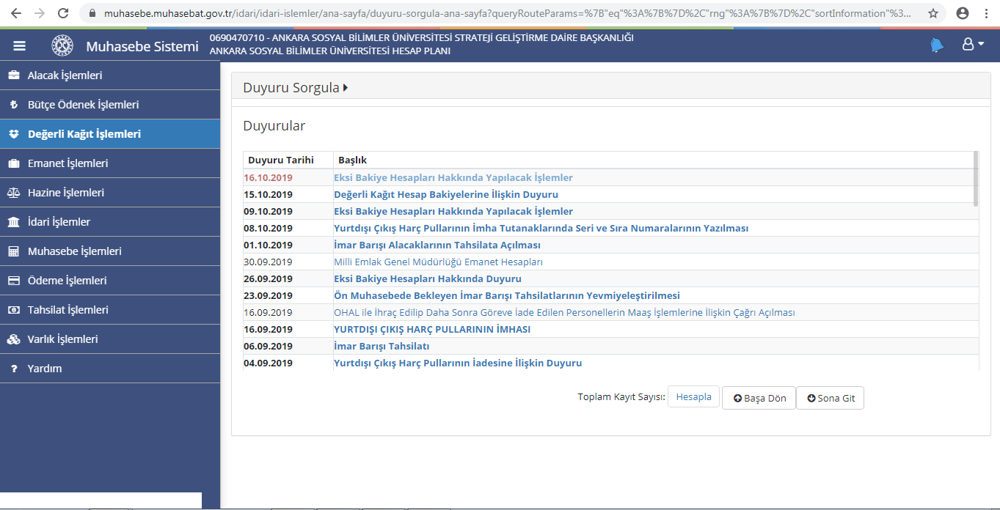 muhasebe.muhasebat.gov.tr/idari/idari-islemler/ana-sayfa/duyuru-sorgula-ana-sayfa?queryRouteParams=%7B"eq"%3A%7B%7D%2C"rng"%3A%7B%7D%2C"sortInformation"%3...
Muhasebe Sistemi
0690470710 - ANKARA SOSYAL BİLİMLER ÜNİVERSİTESİ STRATEJİ GELİŞTİRME DAİRE BAŞKANLIĞI
ANKARA SOSYAL BİLİMLER ÜNİVERSİTESİ HESAP PLANI
Alacak İşlemleri
Bütçe Ödenek İşlemleri
Değerli Kağıt İşlemleri
Emanet İşlemleri
Hazine İşlemleri
İdari İşlemler
Muhasebe İşlemleri
Ödeme İşlemleri
Tahsilat İşlemleri
Varlık İşlemleri
? Yardım
Duyuru Sorgula
Duyurular
Duyuru Tarihi Başlık
16.10.2019 Eksi Bakiye Hesapları Hakkında Yapılacak İşlemler
15.10.2019 Değerli Kağıt Hesap Bakiyelerine İlişkin Duyuru
09.10.2019 Eksi Bakiye Hesapları Hakkında Yapılacak İşlemler
08.10.2019 Yurtdışı Çıkış Harç Pullarının İmha Tutanaklarında Seri ve Sıra Numaralarının Yazılması
01.10.2019 İmar Barışı Alacaklarının Tahsilata Açılması
30.09.2019 Milli Emlak Genel Müdürlüğü Emanet Hesapları
26.09.2019 Eksi Bakiye Hesapları Hakkında Duyuru
23.09.2019 Ön Muhasebede Bekleyen İmar Barışı Tahsilatlarının Yevmiyeleştirilmesi
16.09.2019 OHAL ile İhraç Edilip Daha Sonra Göreve İade Edilen Personellerin Maaş İşlemlerine İlişkin Çağrı Açılması
16.09.2019 YURTDIŞI ÇIKIŞ HARÇ PULLARININ İMHASI
06.09.2019 İmar Barışı Tahsilatı
04.09.2019 Yurtdışı Çıkış Harç Pullarının İadesine İlişkin Duyuru
Toplam Kayıt Sayısı: Hesapla Başa Dön Sona Git